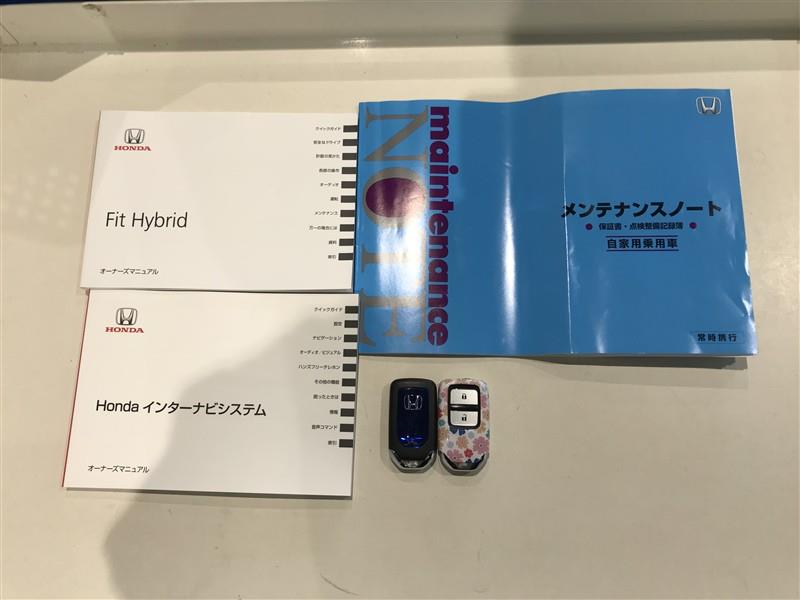 HONDA
Fit Hybrid
オーナーズマニュアル
クイックガイド
安全なドライブ
計器の見かた
各部の操作
オーディオ
運転
メンテナンス
万一の場合には
資料
索引
maintenance
NOTE
メンテナンスノート
保証書・点検整備記録簿
自家用乗用車
常時携行
HONDA
Honda インターナビシステム
オーナーズマニュアル
クイックガイド
設定
ナビゲーション
オーディオ/ビジュアル
ハンズフリーテレホン
その他の機能
困ったときは
情報
音声コマンド
索引